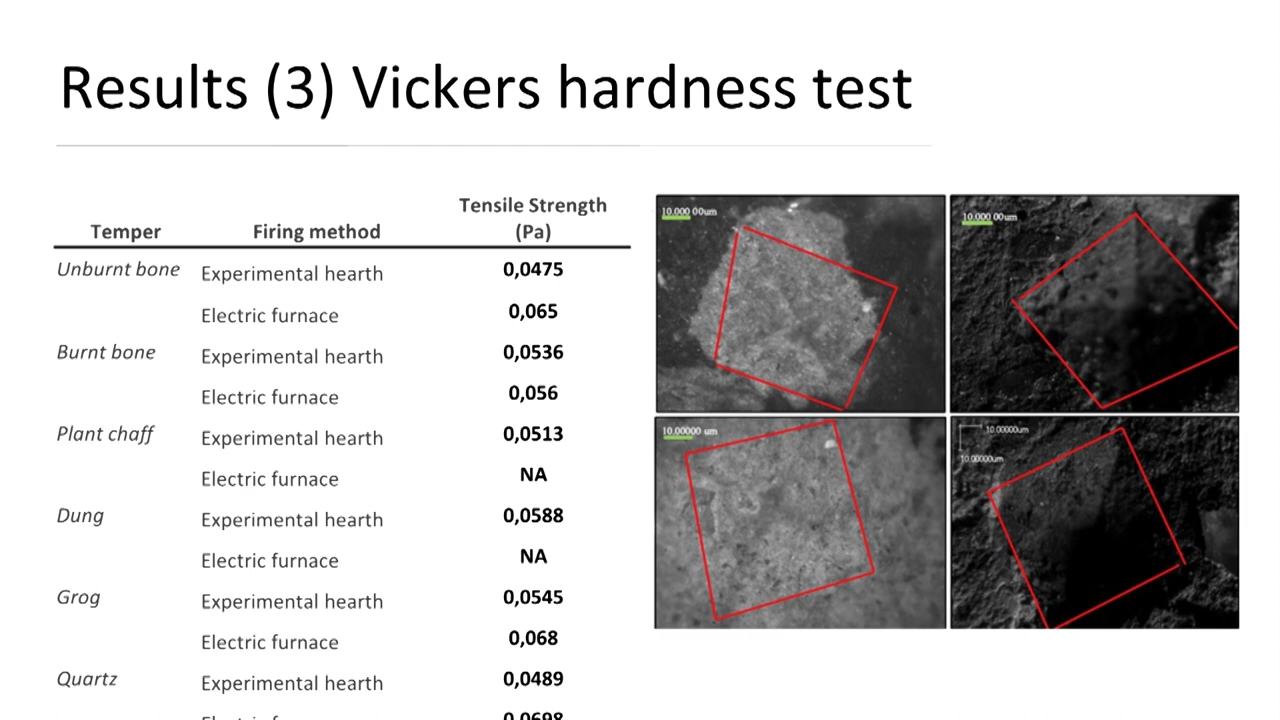 Results (3) Vickers hardness test
Temper Firing method Tensile Strength (Pa)
Unburnt bone Experimental hearth 0,0475
Electric furnace 0,065
Burnt bone Experimental hearth 0,0536
Electric furnace 0,056
Plant chaff Experimental hearth 0,0513
Electric furnace NA
Dung Experimental hearth 0,0588
Electric furnace NA
Grog Experimental hearth 0,0545
Electric furnace 0,068
Quartz Experimental hearth 0,0489
0,0698
10.000 00um
10.000 00um
10.00000 um
10.00000um
10.00000um